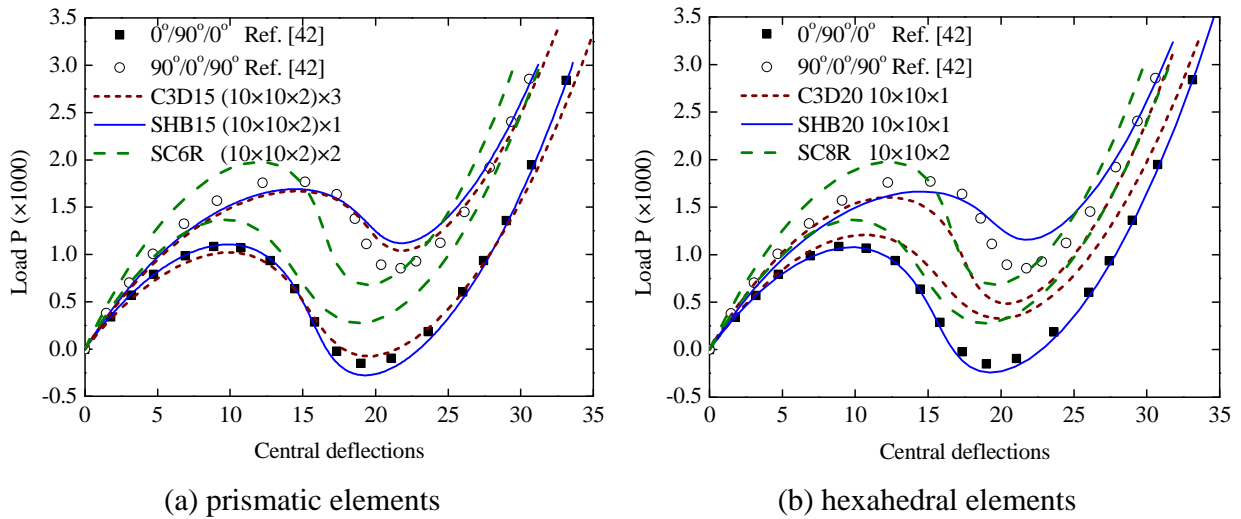 3.5
3.0
2.5
2.0
1.5
1.0
0.5
0.0
-0.5
Load P (×1000)
0°/90°/0° Ref. [42]
90°/0°/90° Ref. [42]
C3D15 (10×10×2)×3
SHB15 (10×10×2)×1
SC6R (10×10×2)×2
0 5 10 15 20 25 30 35
Central deflections
(a) prismatic elements
3.5
3.0
2.5
2.0
1.5
1.0
0.5
0.0
-0.5
Load P (×1000)
0°/90°/0° Ref. [42]
90°/0°/90° Ref. [42]
C3D20 10×10×1
SHB20 10×10×1
SC8R 10×10×2
0 5 10 15 20 25 30 35
Central deflections
(b) hexahedral elements